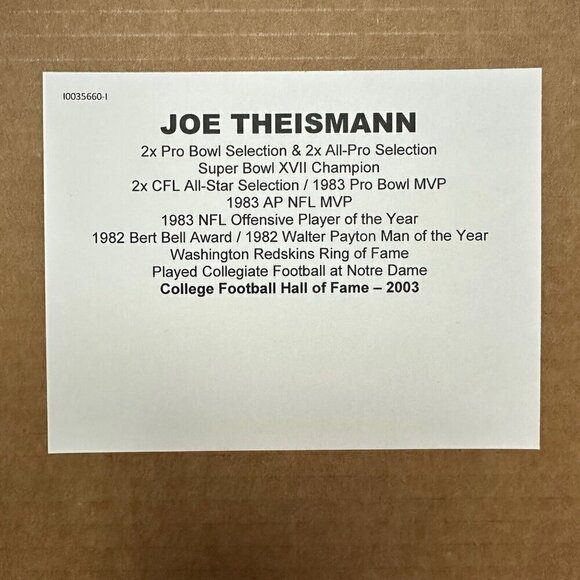 I0035660-I
JOE THEISMANN
2x Pro Bowl Selection & 2x All-Pro Selection
Super Bowl XVII Champion
2x CFL All-Star Selection / 1983 Pro Bowl MVP
1983 AP NFL MVP
1983 NFL Offensive Player of the Year
1982 Bert Bell Award / 1982 Walter Payton Man of the Year
Washington Redskins Ring of Fame
Played Collegiate Football at Notre Dame
College Football Hall of Fame – 2003